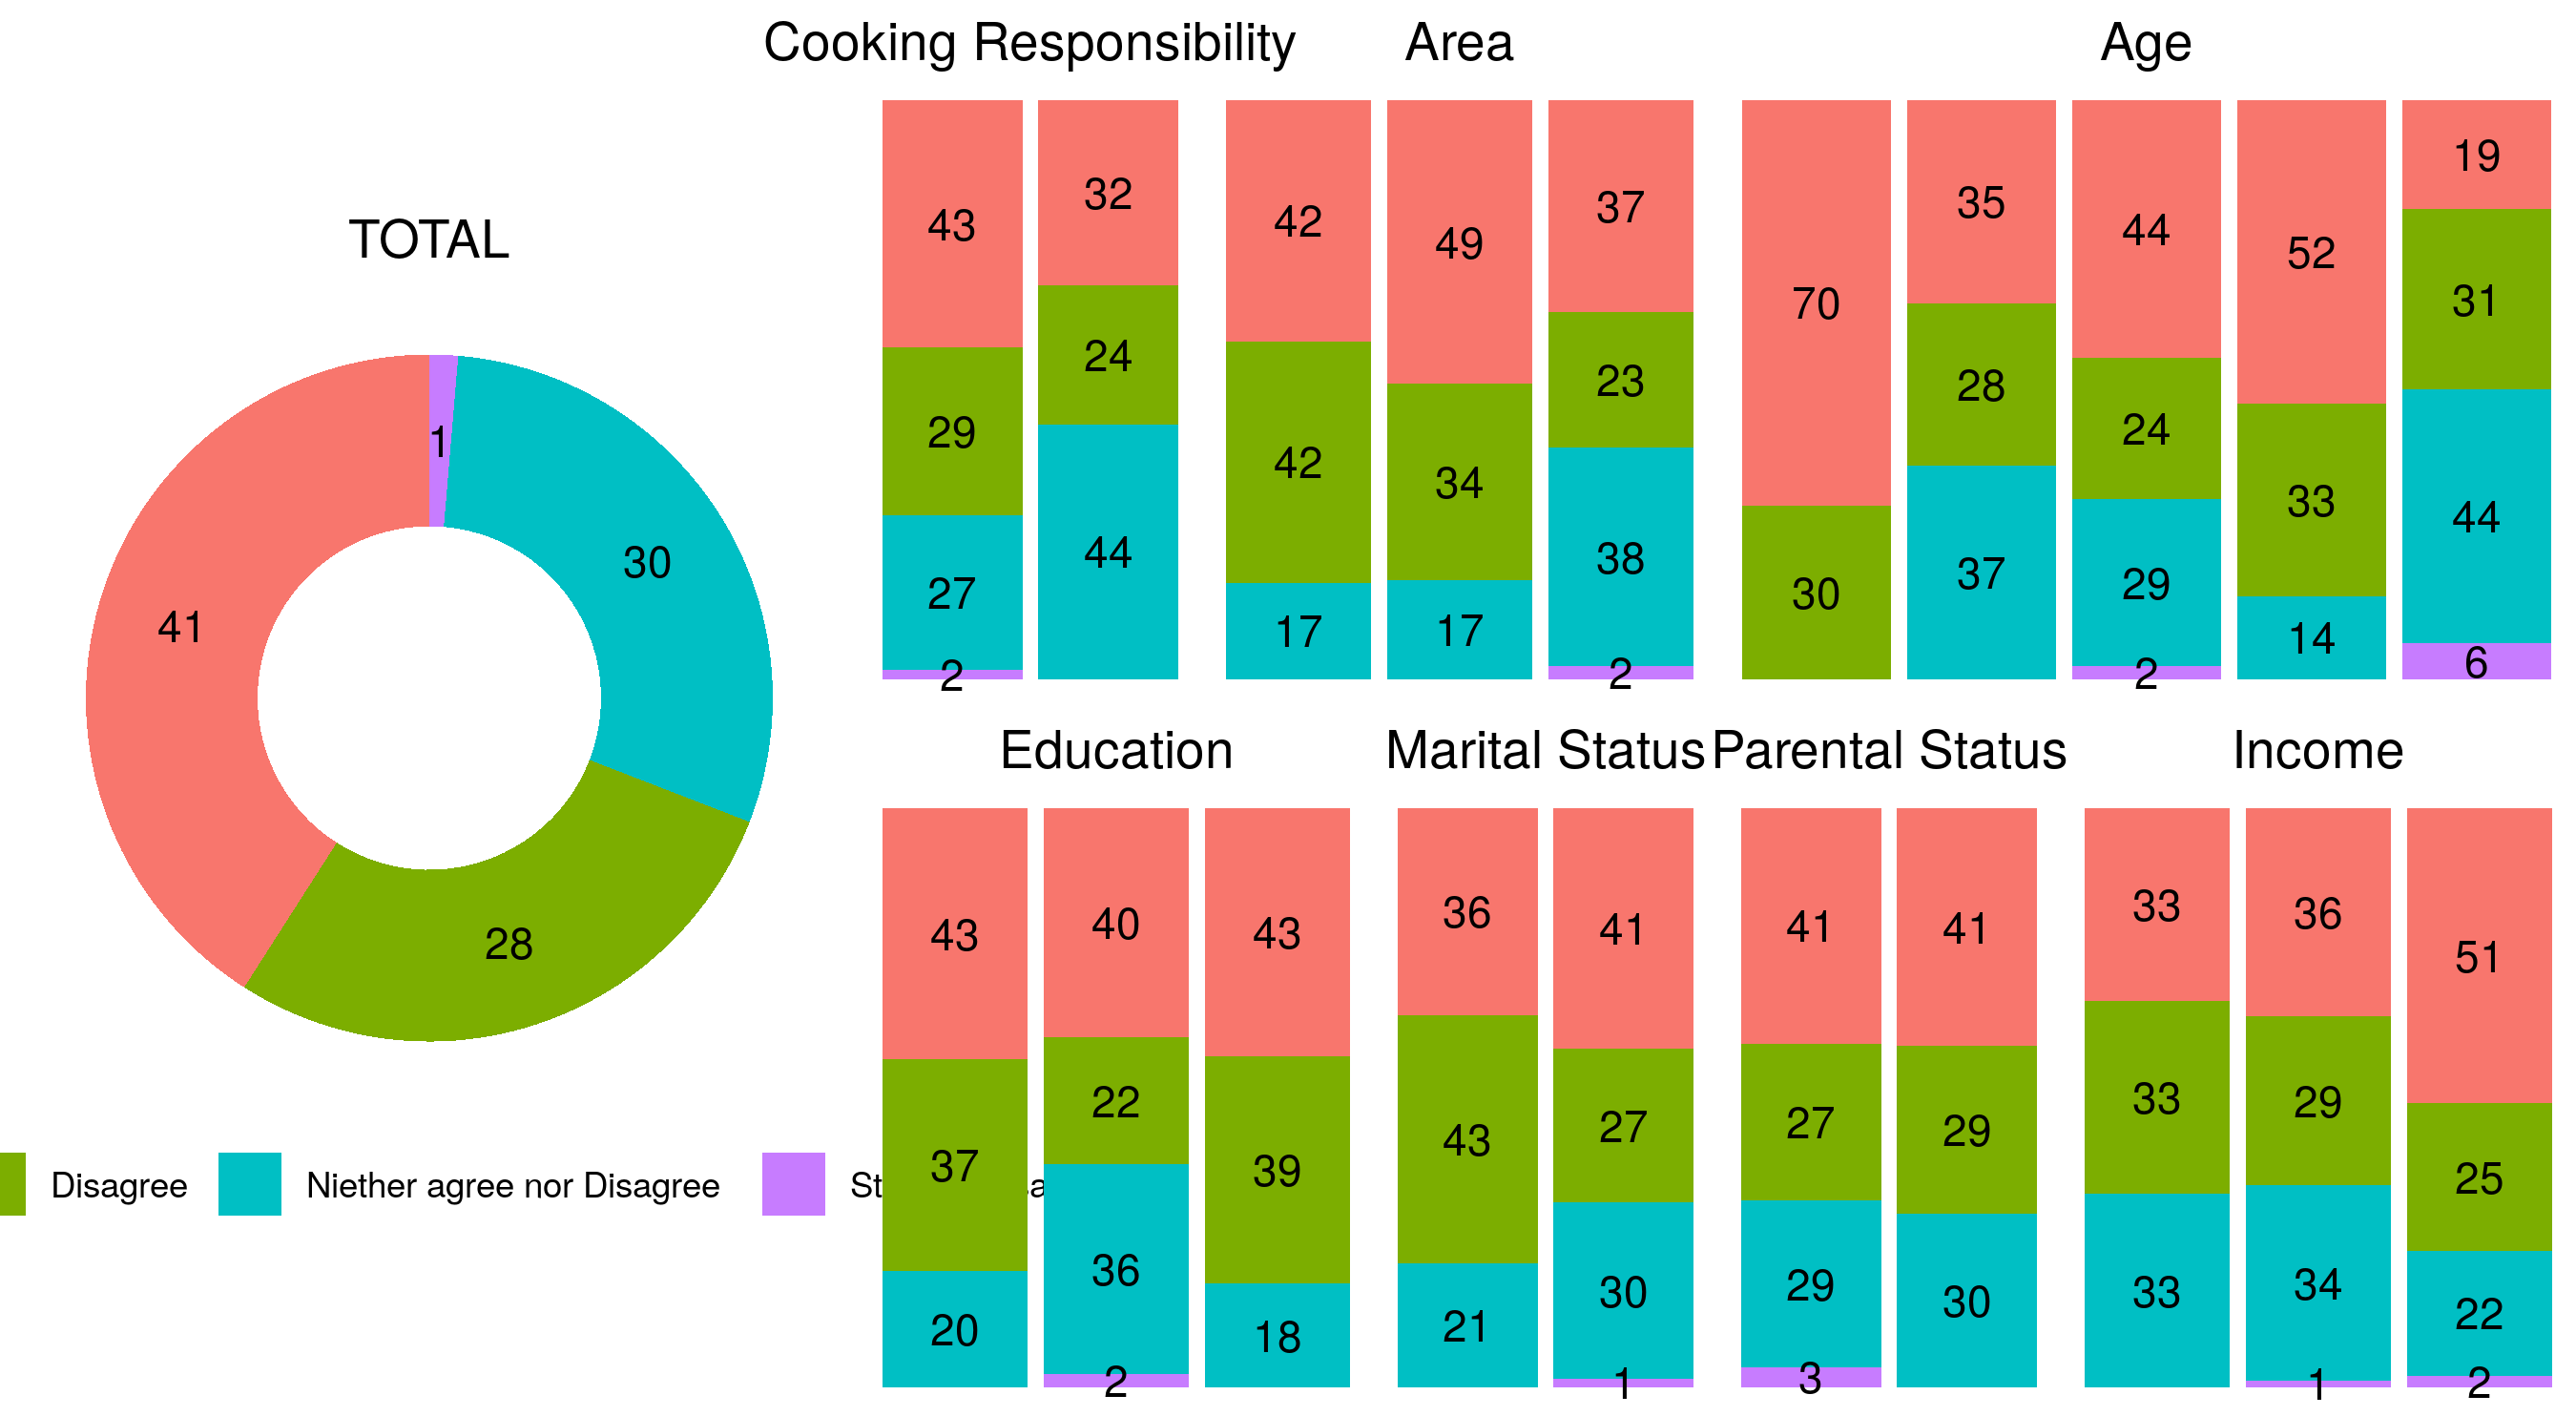 Cooking Responsibility Area Age
43 32 42 49 37 70 35 44 52 19
29 24 42 34 23 30 28 24 33 31
27 44 17 17 38 37 29 14 44
2 2 2 6
TOTAL
1
30
41
28
Disagree Niether agree nor Disagree
Education Marital Status Parental Status Income
43 40 43 36 41 41 41 33 36 51
37 22 39 43 27 27 29 33 29 25
20 36 18 21 30 29 30 33 34 22
2 1 3 1 2